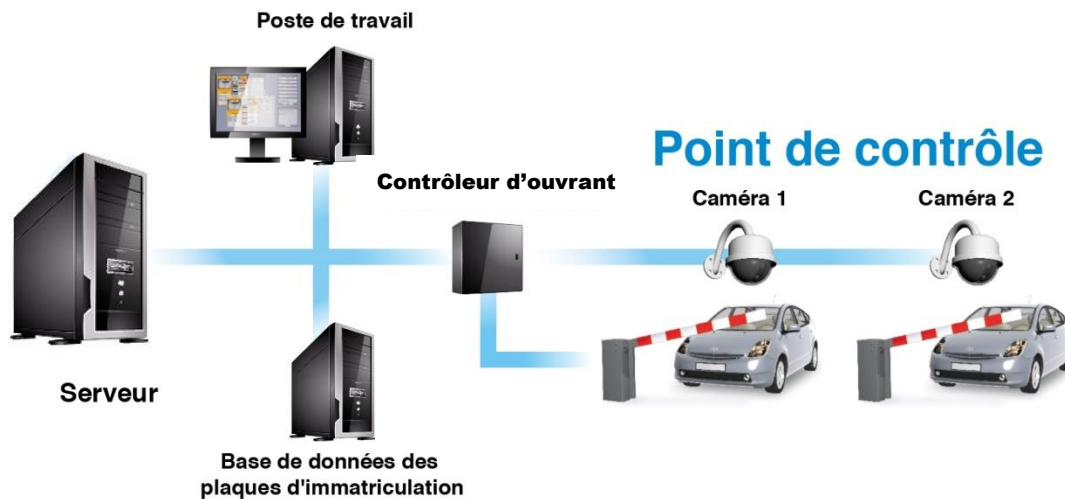 Poste de travail
Point de contrôle
Contrôleur d’ouvrant
Caméra 1
Caméra 2
Serveur
Base de données des
plaques d'immatriculation